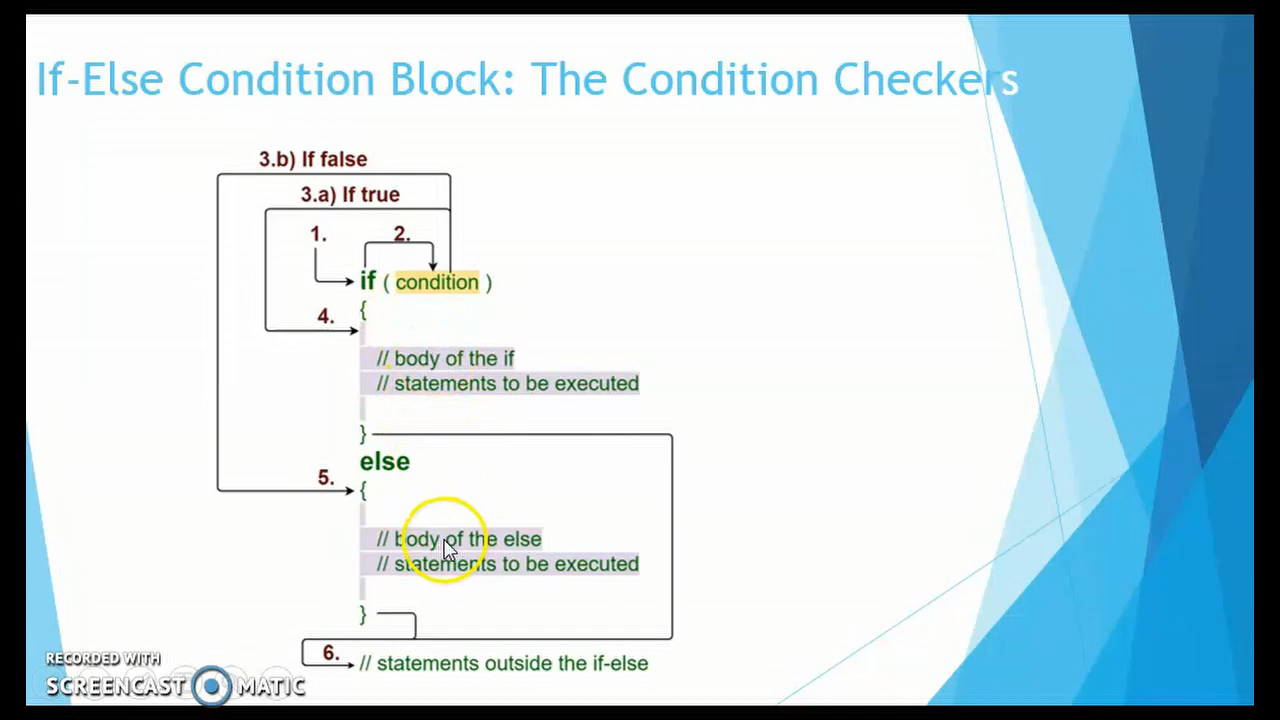 If-Else Condition Block: The Condition Checkers
3.b) If false
3.a) If true
1.
2.
if ( condition )
{
4.
// body of the if
// statements to be executed
}
else
5.
{
// body of the else
// statements to be executed
}
6.
// statements outside the if-else
RECORDED WITH
SCREENCAST MATIC